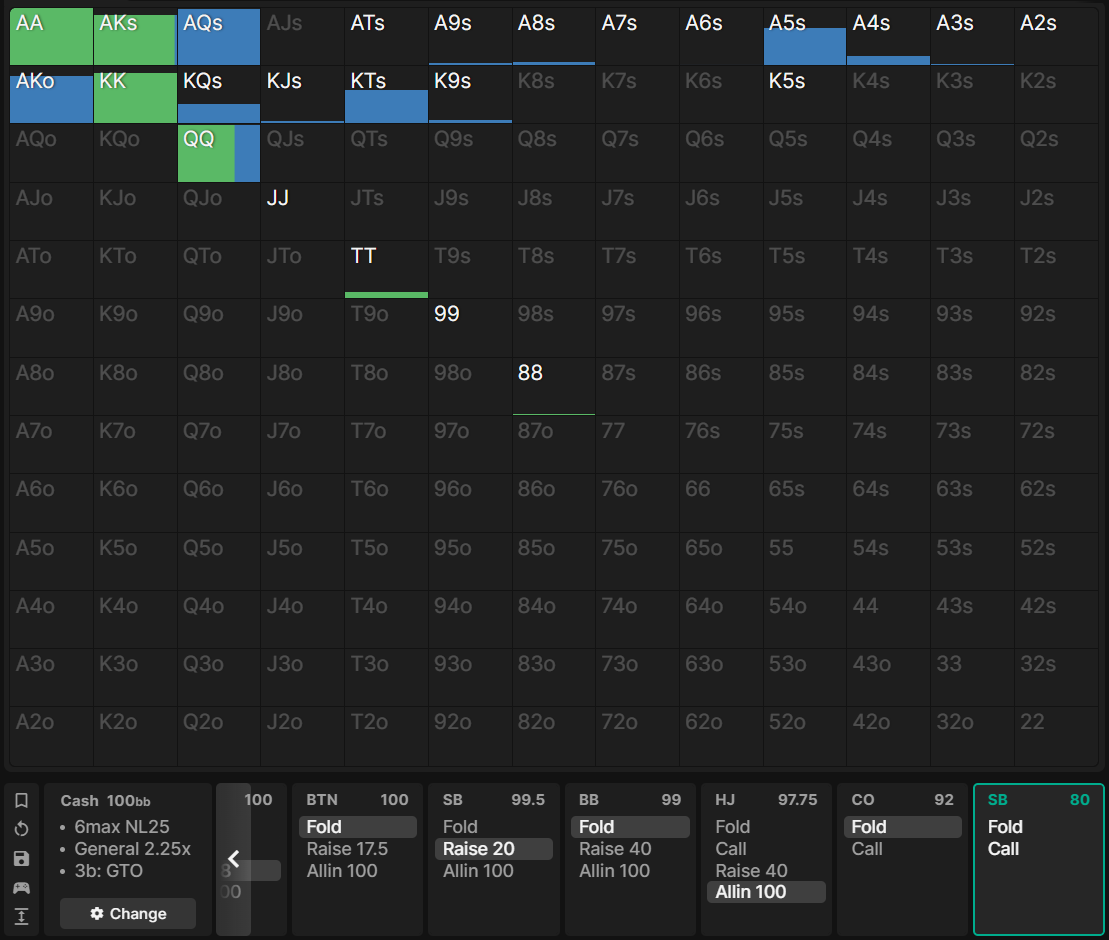 AA AKs AQs AJs ATs A9s A8s A7s A6s A5s A4s A3s A2s
AKo KK KQs KJs KTs K9s K8s K7s K6s K5s K4s K3s K2s
AQo KQo QQ QJs QTs Q9s Q8s Q7s Q6s Q5s Q4s Q3s Q2s
AJo KJo QJo JJ JTs J9s J8s J7s J6s J5s J4s J3s J2s
ATo KTo QTo JTo TT T9s T8s T7s T6s T5s T4s T3s T2s
A9o K9o Q9o J9o T9o 99 98s 97s 96s 95s 94s 93s 92s
A8o K8o Q8o J8o T8o 98o 88 87s 86s 85s 84s 83s 82s
A7o K7o Q7o J7o T7o 97o 87o 77 76s 75s 74s 73s 72s
A6o K6o Q6o J6o T6o 96o 86o 76o 66 65s 64s 63s 62s
A5o K5o Q5o J5o T5o 95o 85o 75o 65o 55 54s 53s 52s
A4o K4o Q4o J4o T4o 94o 84o 74o 64o 54o 44 43s 42s
A3o K3o Q3o J3o T3o 93o 83o 73o 63o 53o 43o 33 32s
A2o K2o Q2o J2o T2o 92o 82o 72o 62o 52o 42o 32o 22
Cash 100bb
• 6max NL25
• General 2.25x
• 3b: GTO
Change
100
8
00
BTN 100
Fold
Raise 17.5
Allin 100
SB 99.5
Fold
Raise 20
Allin 100
BB 99
Fold
Raise 40
Allin 100
HJ 97.75
Fold
Call
Raise 40
Allin 100
CO 92
Fold
Call
SB 80
Fold
Call